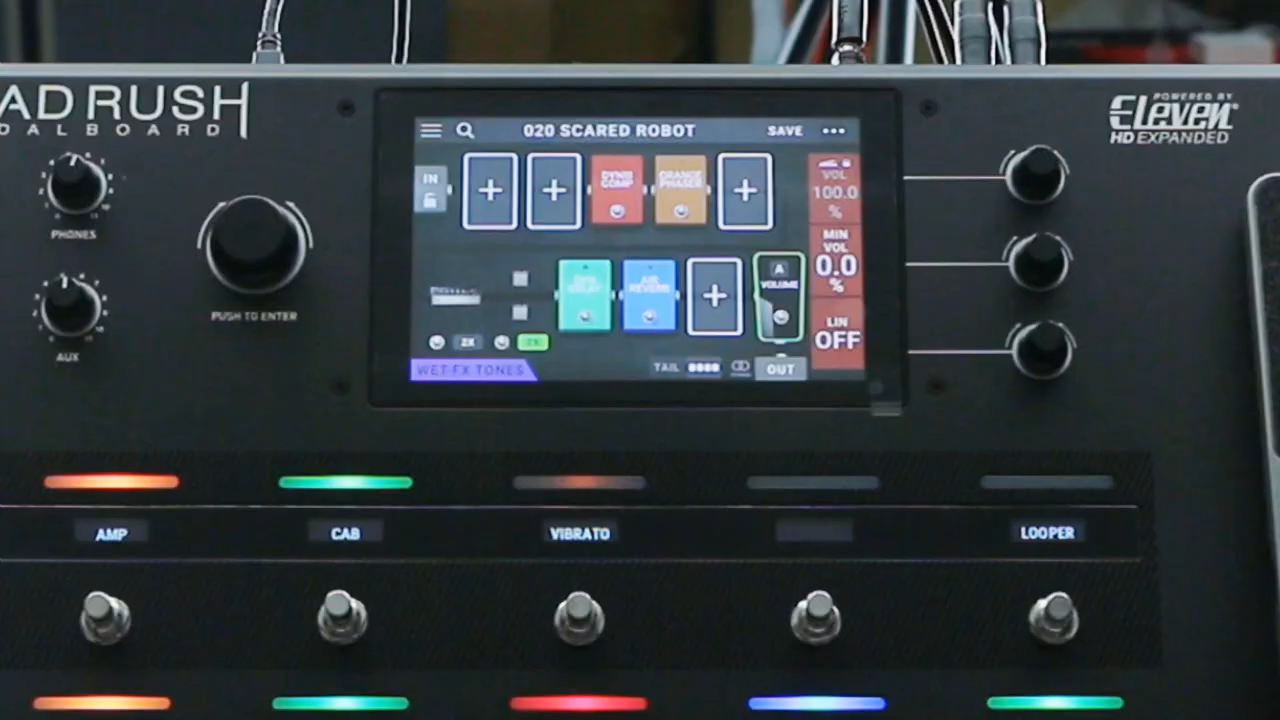 AD RUSH
DALBOARD
POWERED BY
ELEVEN
HD EXPANDED
PHONES
AUX
PUSH TO ENTER
020 SCARED ROBOT
SAVE
IN
DYN3 COMP
ORANGE PHASER
VOL
100.0
%
MIN
VOL
0.0
%
LIN
OFF
DELAY
AIR
REVERB
A
VOLUME
2X
2X
WET-FX TONES
TAIL
OUT
AMP
CAB
VIBRATO
LOOPER